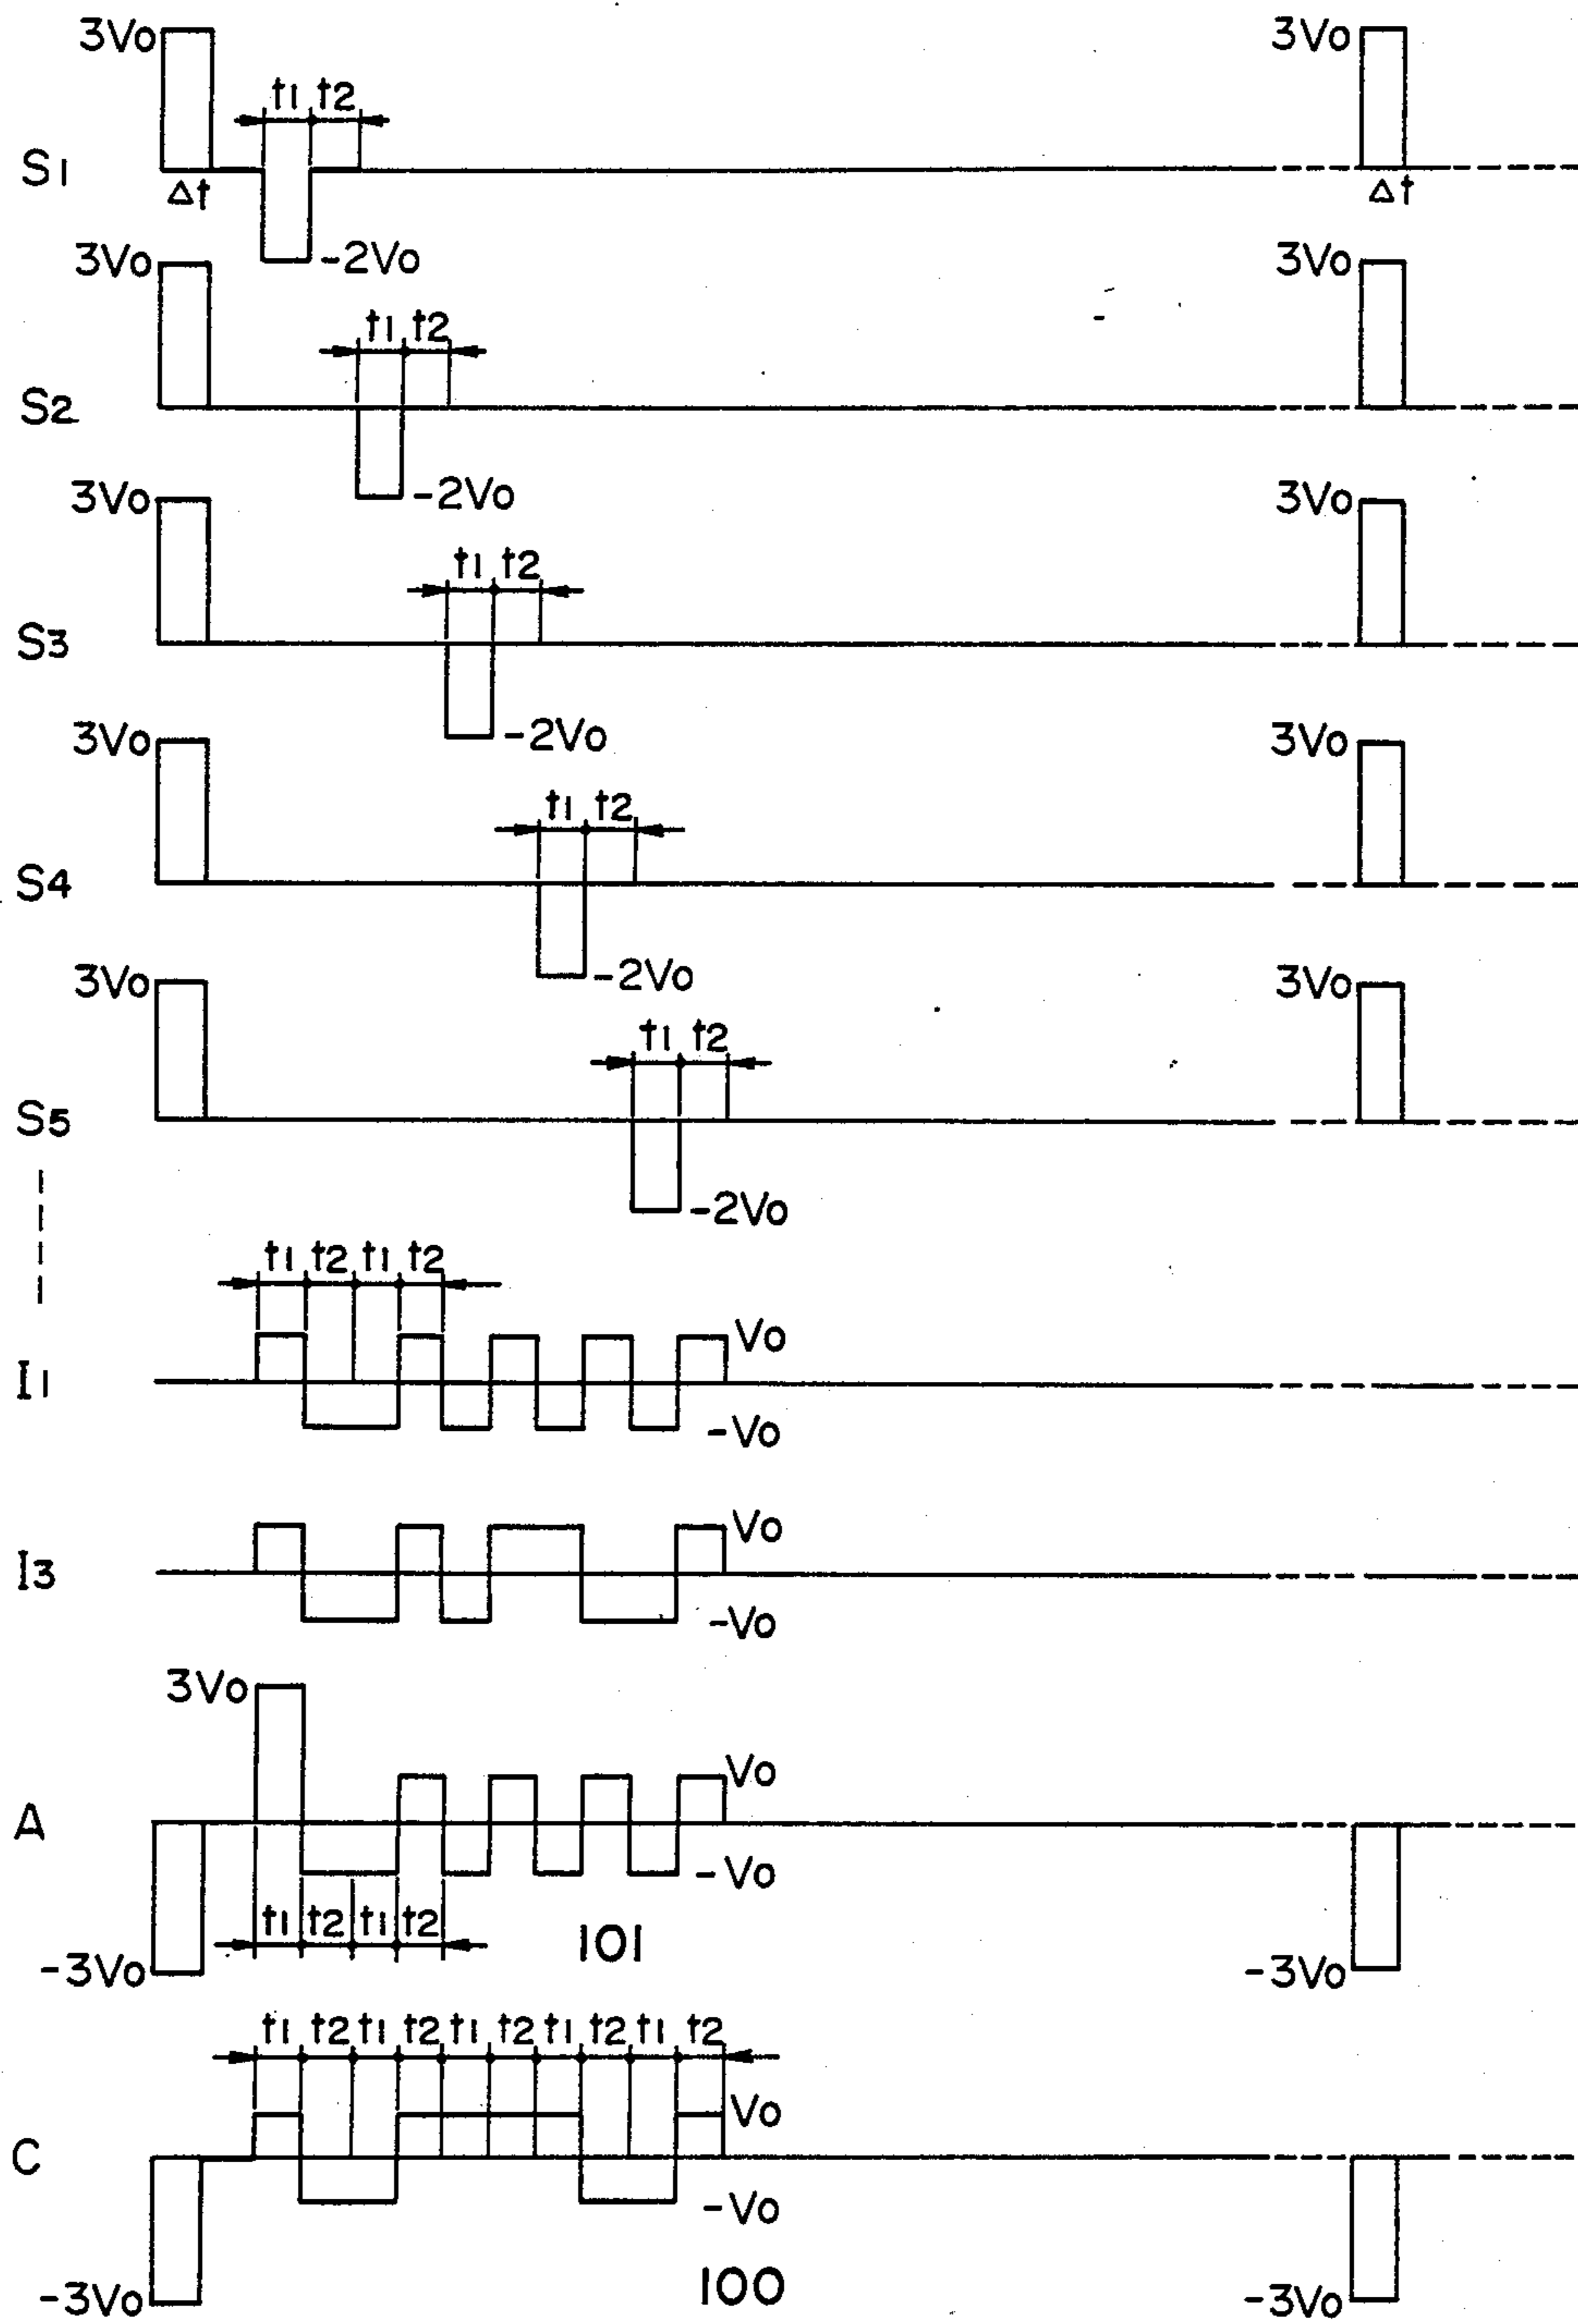 3Vo 3Vo
t1 t2
S1
Δt Δt
-2Vo
3Vo 3Vo
t1 t2
S2
-2Vo
3Vo 3Vo
t1 t2
S3
-2Vo
3Vo 3Vo
t1 t2
S4
-2Vo
3Vo 3Vo
t1 t2
S5
-2Vo
t1 t2 t1 t2
Vo
I1
-Vo
Vo
I3
-Vo
3Vo
Vo
A
-Vo
t1 t2 t1 t2
101
-3Vo -3Vo
t1 t2 t1 t2 t1 t2 t1 t2 t1 t2
Vo
C
-Vo
100
-3Vo -3Vo